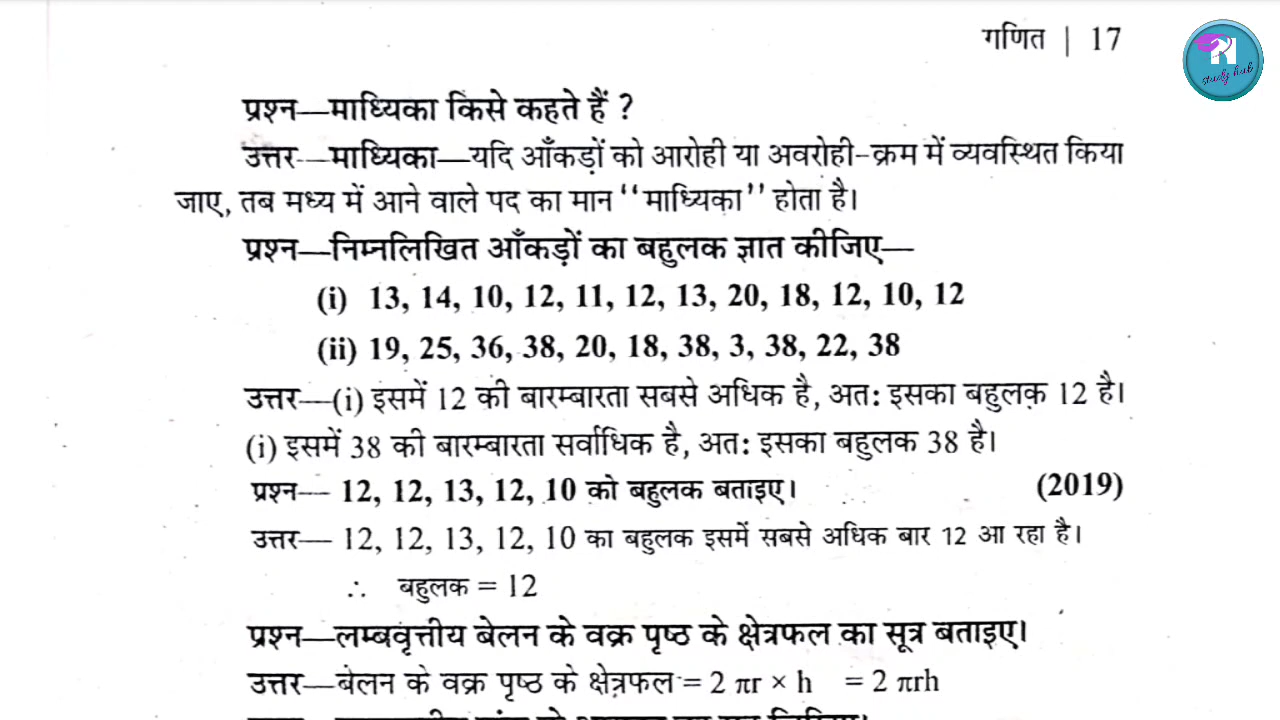 गणित | 17
study hub
प्रश्न—माध्यिका किसे कहते हैं ?
उत्तर—माध्यिका—यदि आँकड़ों को आरोही या अवरोही-क्रम में व्यवस्थित किया
जाए, तब मध्य में आने वाले पद का मान ‘‘माध्यिका’’ होता है।
प्रश्न—निम्नलिखित आँकड़ों का बहुलक ज्ञात कीजिए—
(i) 13, 14, 10, 12, 11, 12, 13, 20, 18, 12, 10, 12
(ii) 19, 25, 36, 38, 20, 18, 38, 3, 38, 22, 38
उत्तर—(i) इसमें 12 की बारम्बारता सबसे अधिक है, अतः इसका बहुलक 12 है।
(i) इसमें 38 की बारम्बारता सर्वाधिक है, अतः इसका बहुलक 38 है।
प्रश्न— 12, 12, 13, 12, 10 को बहुलक बताइए। (2019)
उत्तर— 12, 12, 13, 12, 10 का बहुलक इसमें सबसे अधिक बार 12 आ रहा है।
∴ बहुलक = 12
प्रश्न—लम्बवृत्तीय बेलन के वक्र पृष्ठ के क्षेत्रफल का सूत्र बताइए।
उत्तर—बेलन के वक्र पृष्ठ के क्षेत्रफल = 2 πr × h = 2 πrh